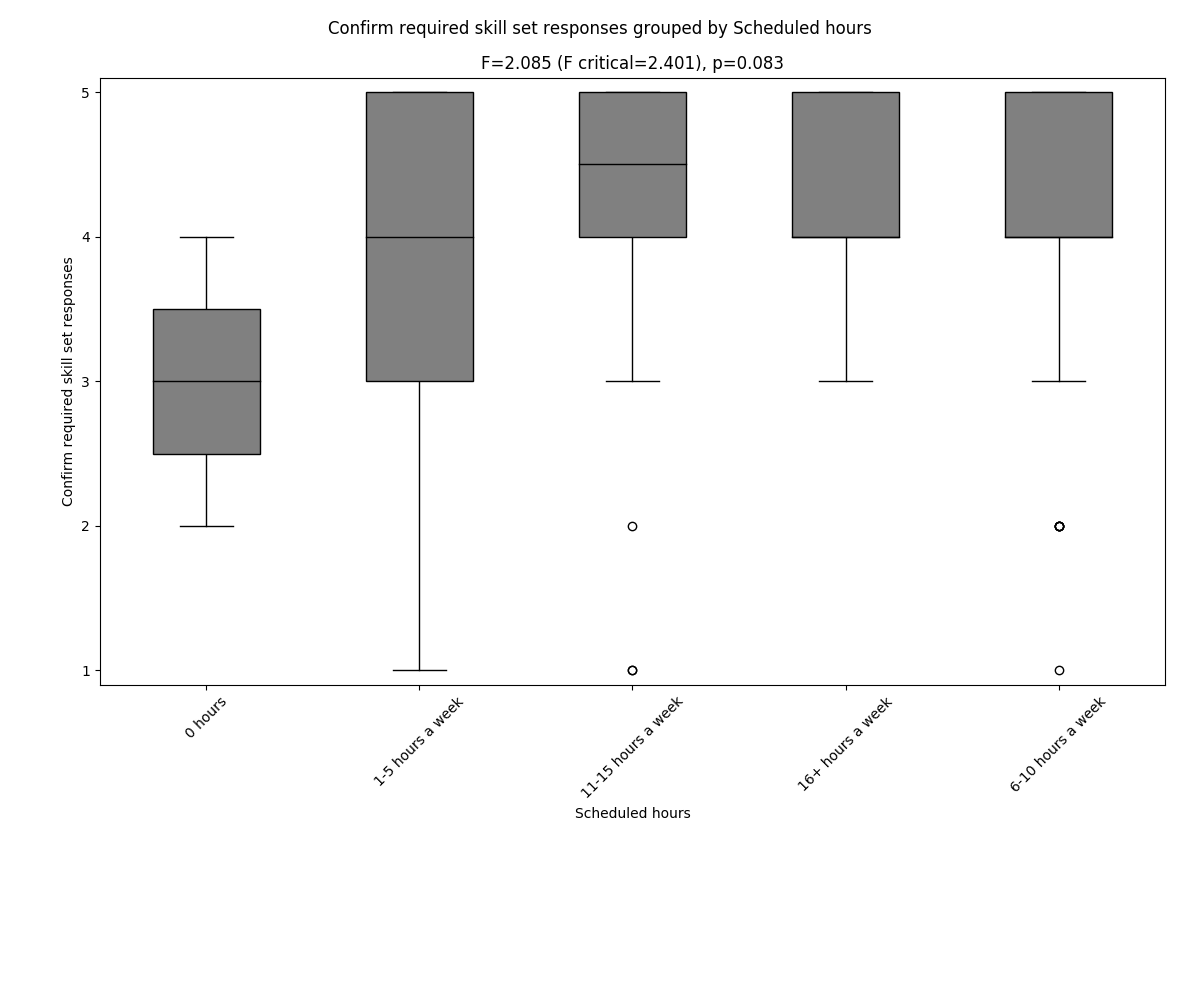 Confirm required skill set responses grouped by Scheduled hours
F=2.085 (F critical=2.401), p=0.083
Confirm required skill set responses
5
4
3
2
1
0 hours
1-5 hours a week
11-15 hours a week
16+ hours a week
6-10 hours a week
Scheduled hours